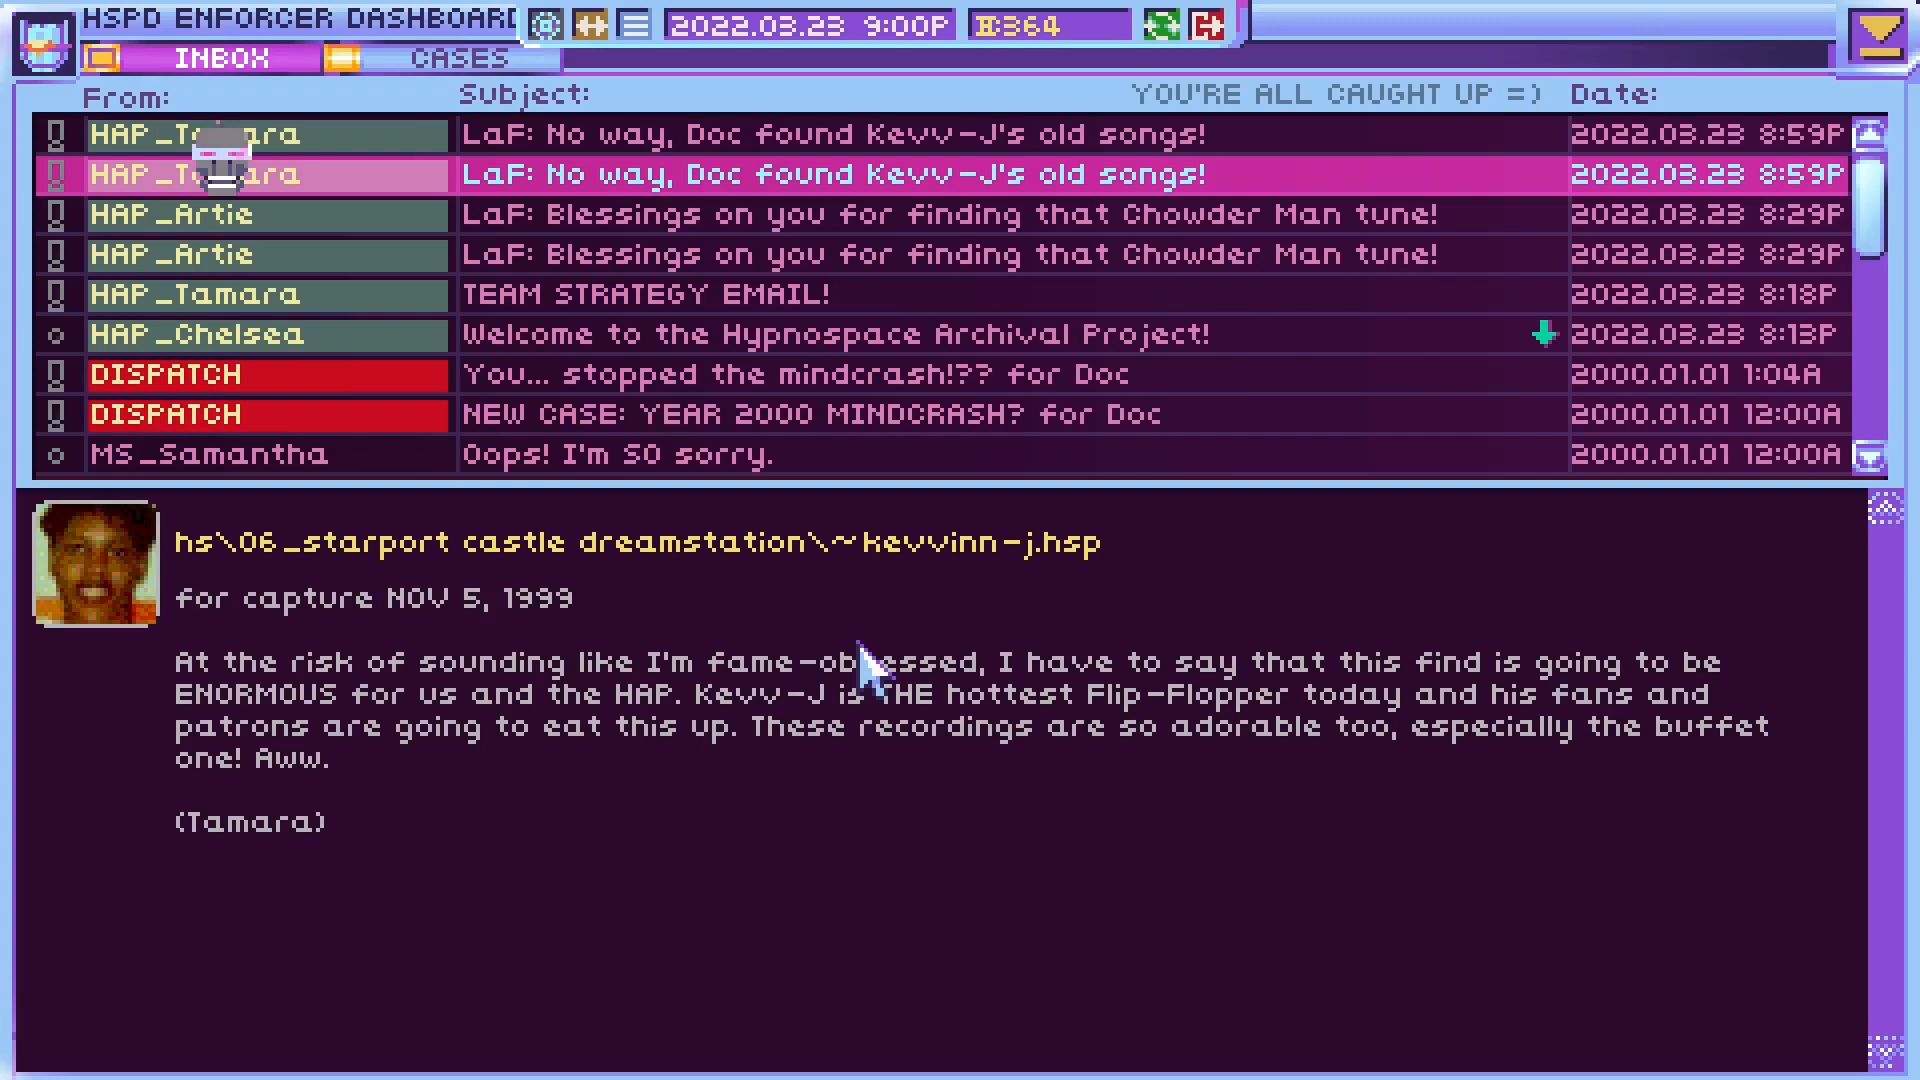 HSPD ENFORCER DASHBOARD
2022.03.23 9:00P
364
INBOX
CASES
From:
Subject:
YOU'RE ALL CAUGHT UP =)
Date:
HAP_Tamara LaF: No way, Doc found Kevv-J's old songs! 2022.03.23 8:59P
HAP_Tamara LaF: No way, Doc found Kevv-J's old songs! 2022.03.23 8:59P
HAP_Artie LaF: Blessings on you for finding that Chowder Man tune! 2022.03.23 8:29P
HAP_Artie LaF: Blessings on you for finding that Chowder Man tune! 2022.03.23 8:29P
HAP_Tamara TEAM STRATEGY EMAIL! 2022.03.23 8:18P
HAP_Chelsea Welcome to the Hypnospace Archival Project! 2022.03.23 8:13P
DISPATCH You... stopped the mindcrash!?? for Doc 2000.01.01 1:04A
DISPATCH NEW CASE: YEAR 2000 MINDCRASH? for Doc 2000.01.01 12:00A
MS_Samantha Oops! I'm SO sorry. 2000.01.01 12:00A
hs\06_starport castle dreamstation\~kevvinn-j.hsp
for capture NOV 5, 1999
At the risk of sounding like I'm fame-obsessed, I have to say that this find is going to be
ENORMOUS for us and the HAP. Kevv-J is THE hottest Flip-Flopper today and his fans and
patrons are going to eat this up. These recordings are so adorable too, especially the buffet
one! Aww.
(Tamara)